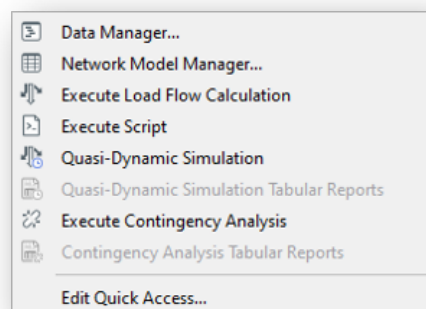 Data Manager...
Network Model Manager...
Execute Load Flow Calculation
Execute Script
Quasi-Dynamic Simulation
Quasi-Dynamic Simulation Tabular Reports
Execute Contingency Analysis
Contingency Analysis Tabular Reports
Edit Quick Access...